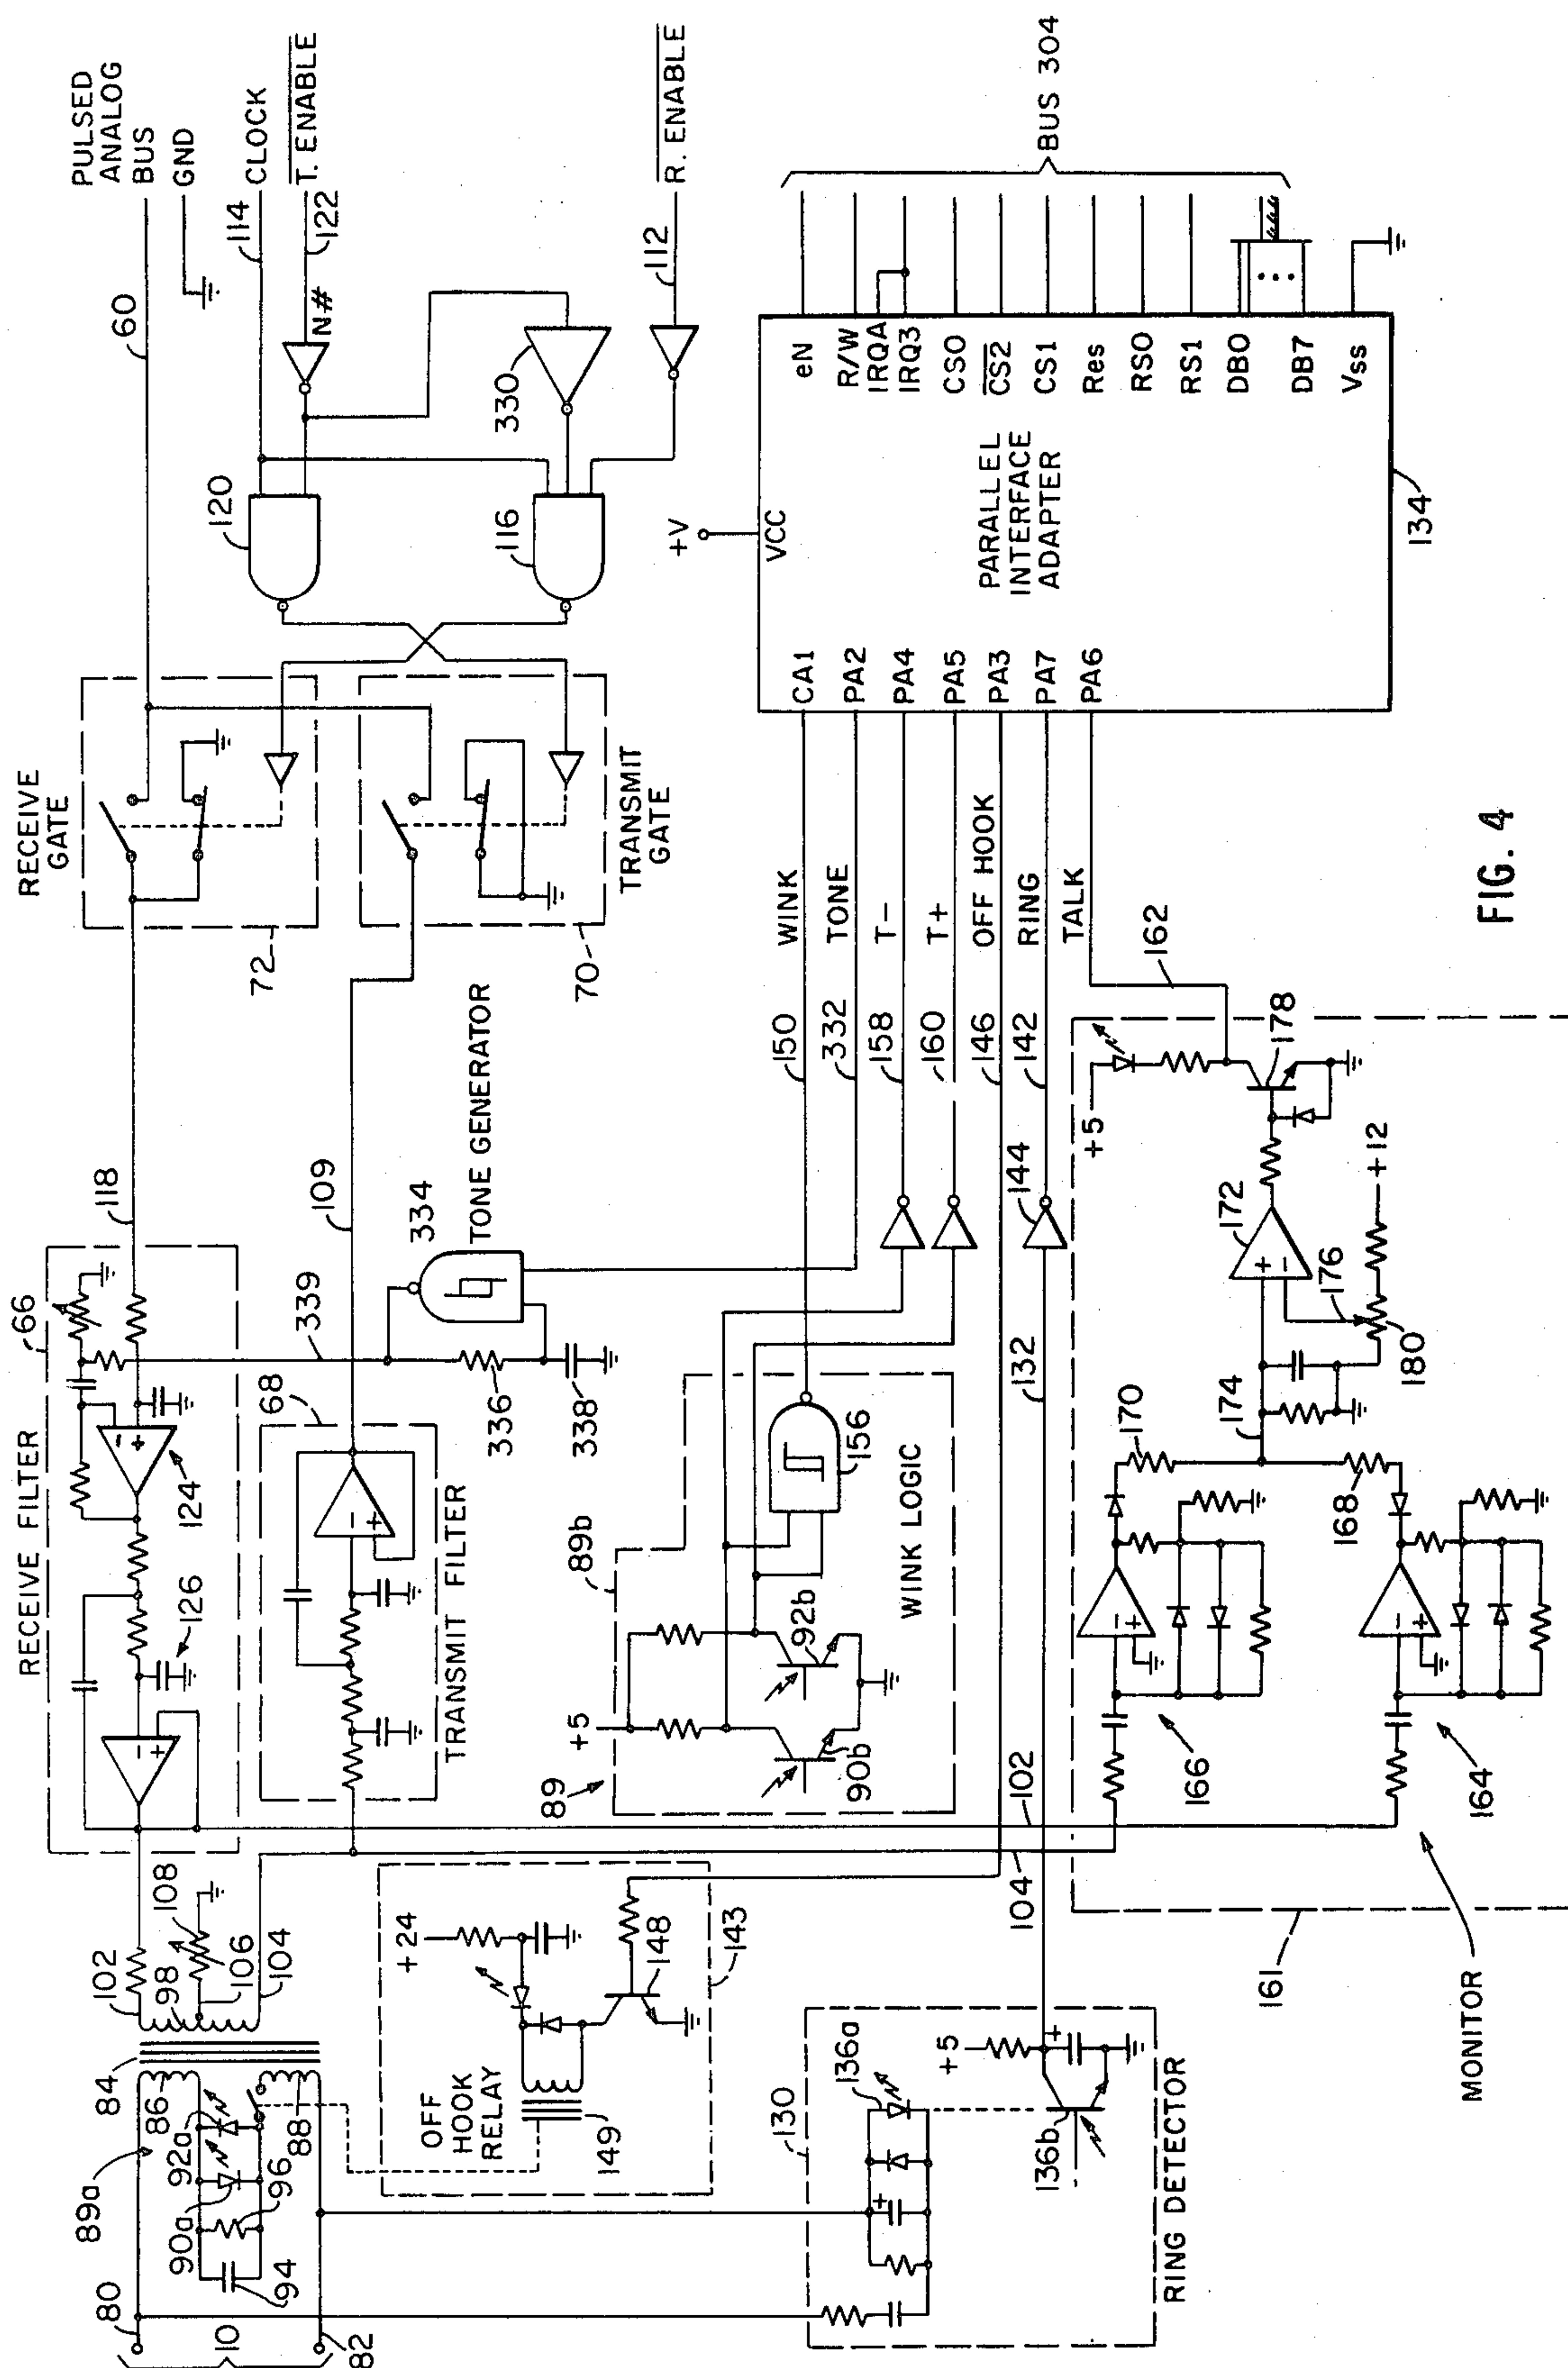 PULSED
ANALOG
BUS
GND
CLOCK
T. ENABLE
R. ENABLE
60
114
122
N#
112
330
120
116
RECEIVE
GATE
72
TRANSMIT
GATE
70
118
109
RECEIVE FILTER
66
124
126
TRANSMIT FILTER
68
TONE GENERATOR
334
339
336
338
84
86
88
89a
92a
90a
96
94
80
10
82
98
102
108
106
104
+24
OFF
HOOK
RELAY
148
149
143
89
89b
+5
90b
92b
156
WINK LOGIC
102
104
130
136a
136b
+5
RING DETECTOR
132
144
150
WINK
332
TONE
158
T-
160
T+
146
OFF HOOK
142
RING
TALK
162
+V
VCC
CA1
PA2
PA4
PA5
PA3
PA7
PA6
PARALLEL
INTERFACE
ADAPTER
134
eN
R/W
IRQA
IRQ3
CS0
CS2
CS1
Res
RS0
RS1
DB0
DB7
Vss
BUS 304
161
MONITOR
166
164
170
168
174
172
176
180
+12
+5
178
FIG. 4